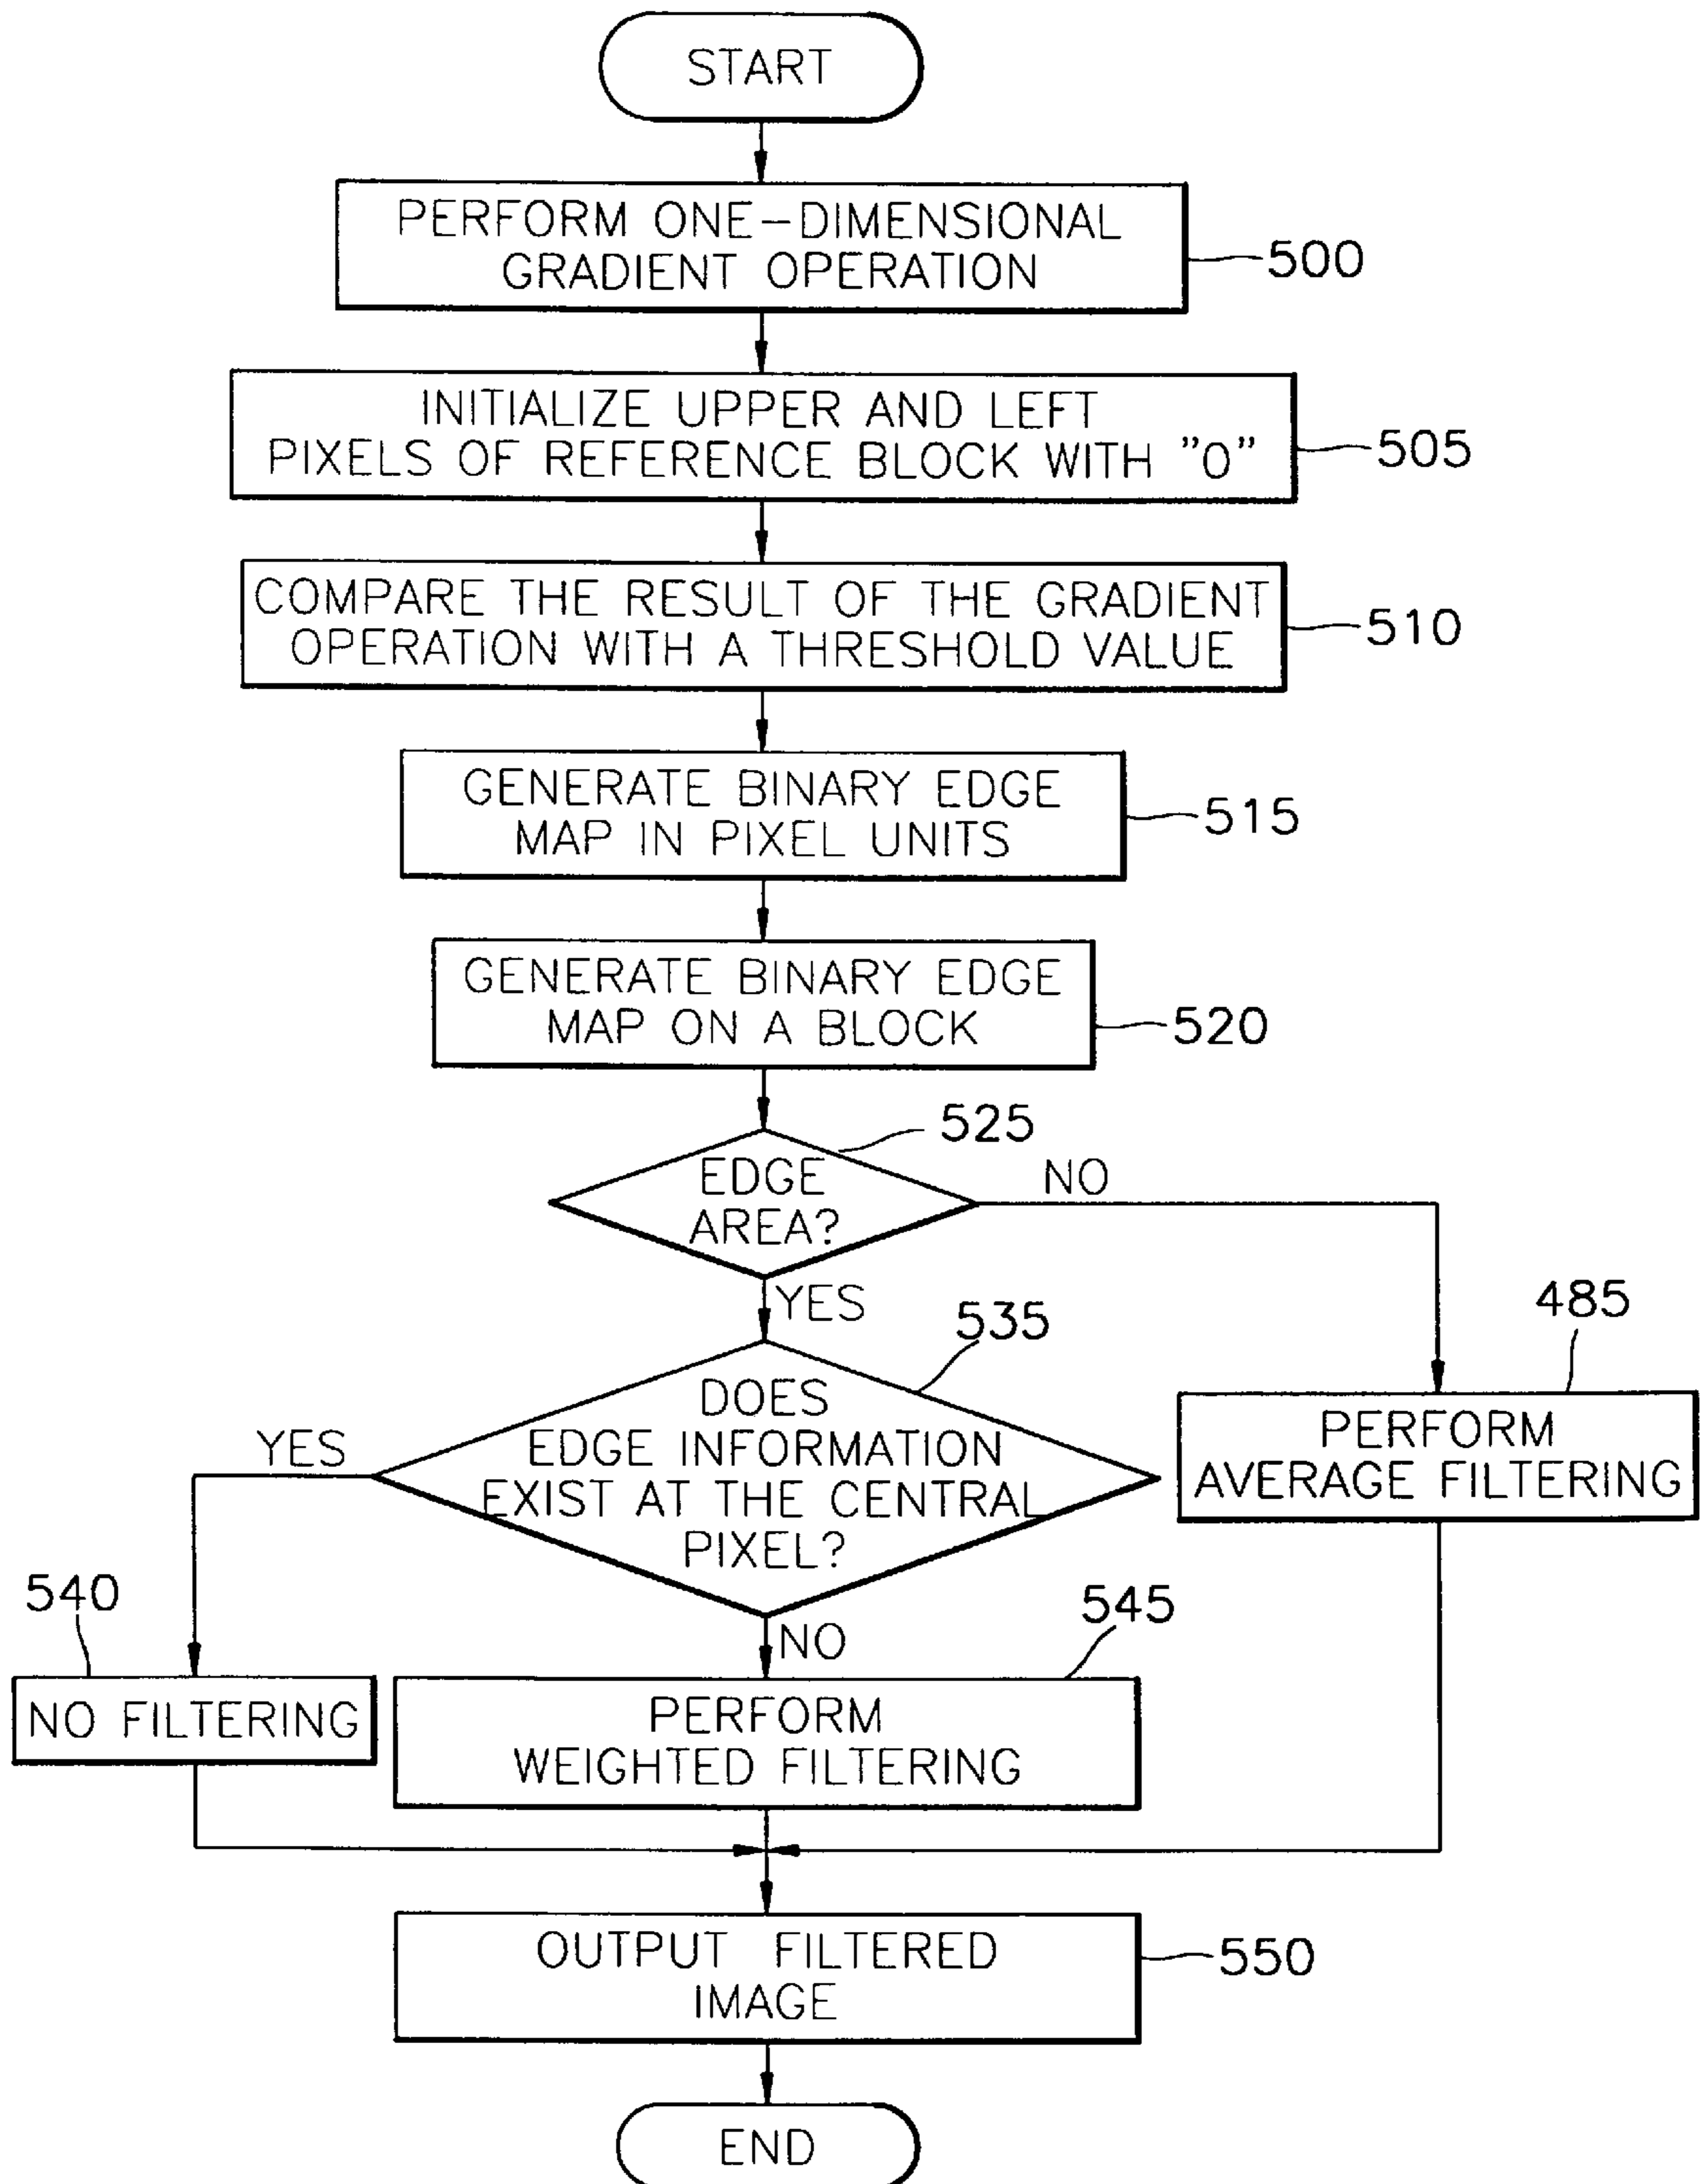 START
PERFORM ONE-DIMENSIONAL
GRADIENT OPERATION
500
INITIALIZE UPPER AND LEFT
PIXELS OF REFERENCE BLOCK WITH "0"
505
COMPARE THE RESULT OF THE GRADIENT
OPERATION WITH A THRESHOLD VALUE
510
GENERATE BINARY EDGE
MAP IN PIXEL UNITS
515
GENERATE BINARY EDGE
MAP ON A BLOCK
520
525
EDGE
AREA?
NO
YES
535
485
DOES
EDGE INFORMATION
EXIST AT THE CENTRAL
PIXEL?
YES
PERFORM
AVERAGE FILTERING
540
NO
545
NO FILTERING
PERFORM
WEIGHTED FILTERING
OUTPUT FILTERED
IMAGE
550
END